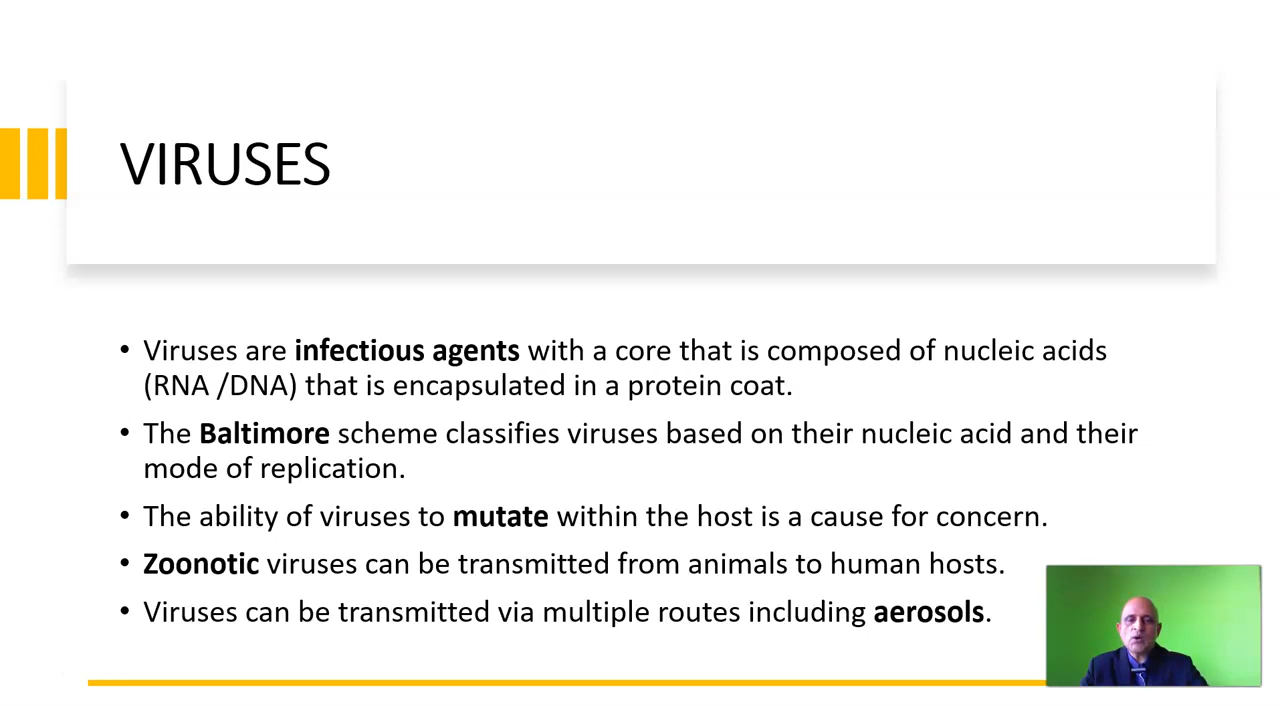 VIRUSES
• Viruses are infectious agents with a core that is composed of nucleic acids
(RNA /DNA) that is encapsulated in a protein coat.
• The Baltimore scheme classifies viruses based on their nucleic acid and their
mode of replication.
• The ability of viruses to mutate within the host is a cause for concern.
• Zoonotic viruses can be transmitted from animals to human hosts.
• Viruses can be transmitted via multiple routes including aerosols.